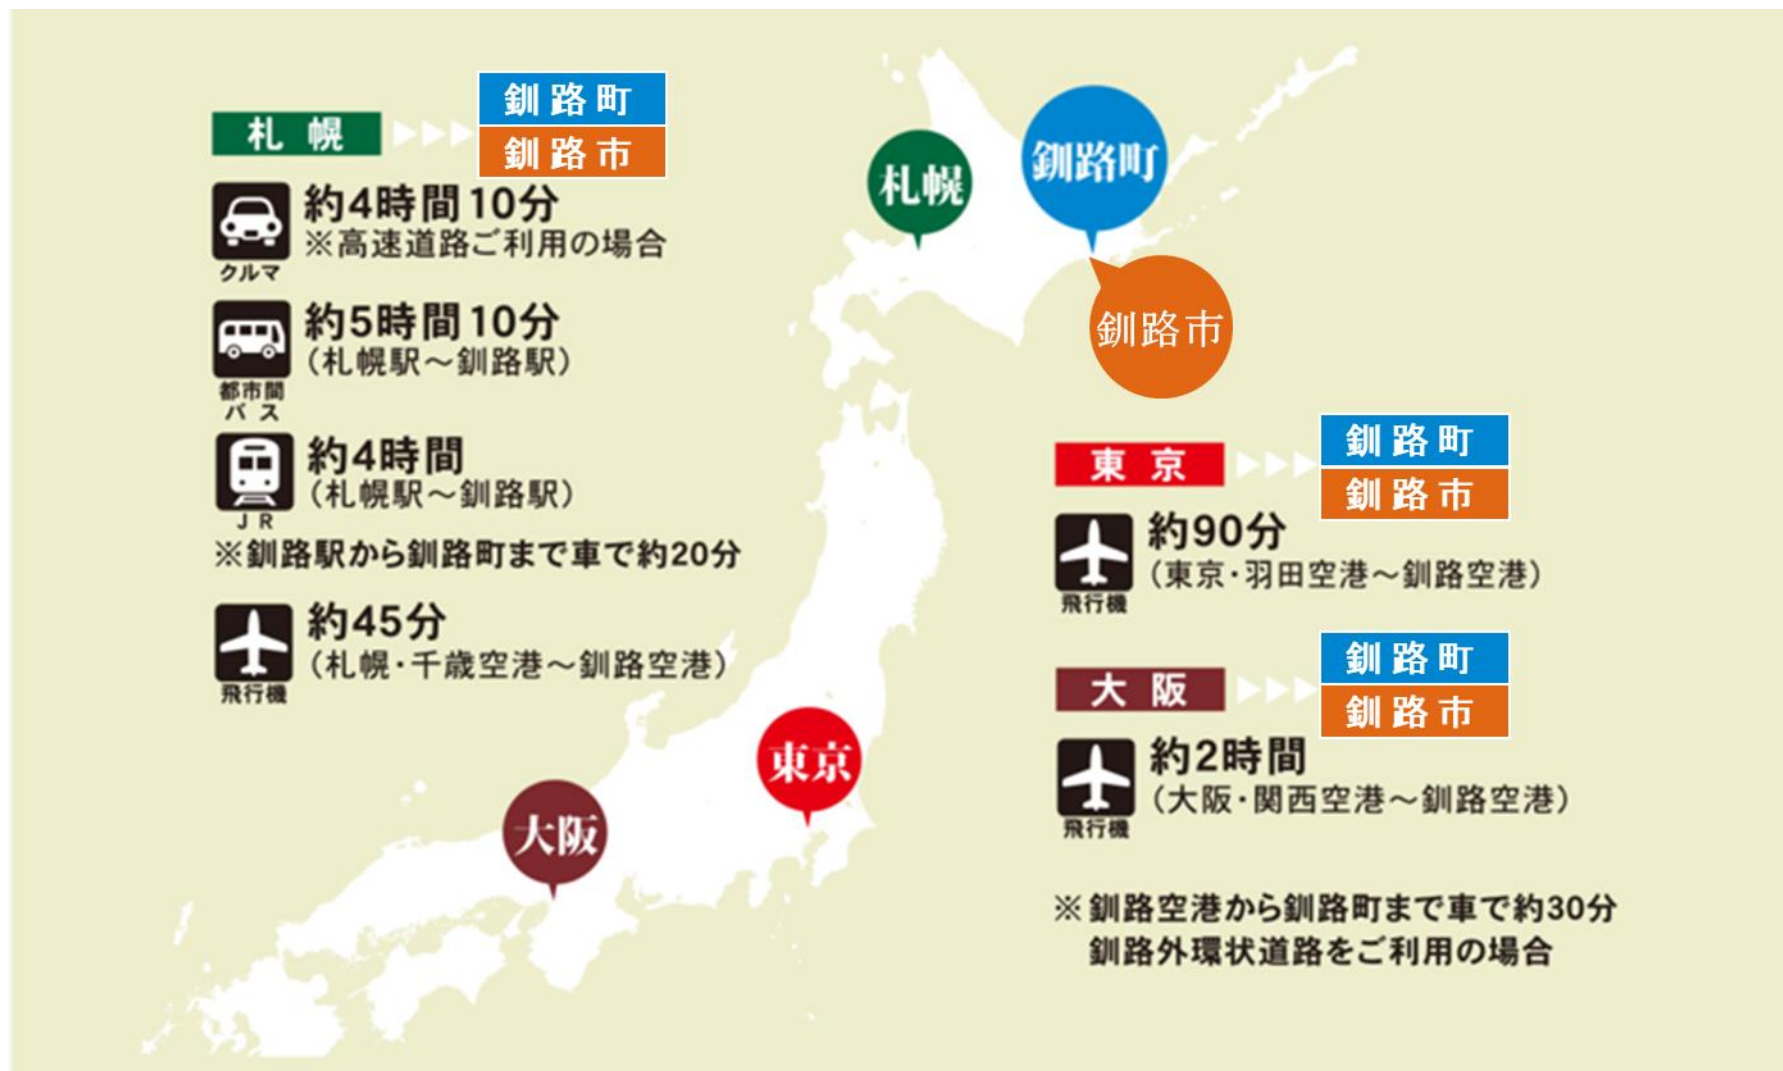 札幌
釧路町
釧路市
クルマ
約4時間10分
※高速道路ご利用の場合
都市間
バス
約5時間10分
（札幌駅～釧路駅）
JR
約4時間
（札幌駅～釧路駅）
※釧路駅から釧路町まで車で約20分
飛行機
約45分
（札幌・千歳空港～釧路空港）
札幌
釧路町
釧路市
東京
大阪
東京
釧路町
釧路市
飛行機
約90分
（東京・羽田空港～釧路空港）
大阪
釧路町
釧路市
飛行機
約2時間
（大阪・関西空港～釧路空港）
※釧路空港から釧路町まで車で約30分
釧路外環状道路をご利用の場合